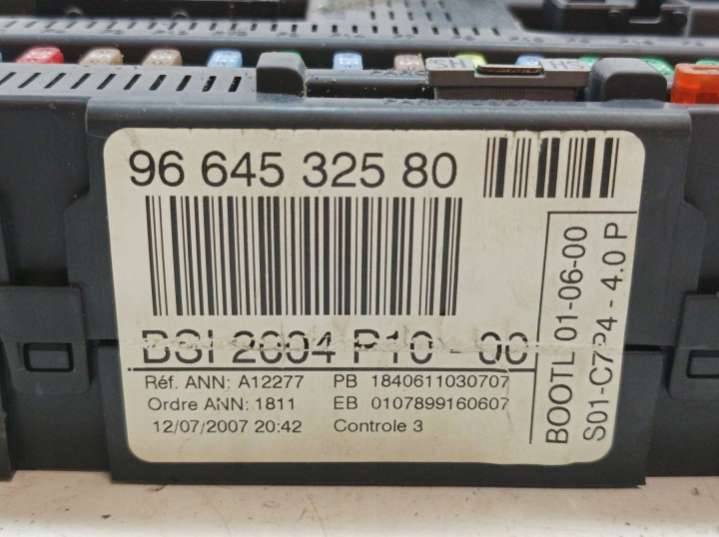 96 645 325 80
BSI 2004 P10 - 00
Réf. ANN: A12277 PB 1840611030707
Ordre ANN: 1811 EB 0107899160607
12/07/2007 20:42 Controle 3
BOOTL 01-06-00
S01-C7P4 - 4.0 P
SH